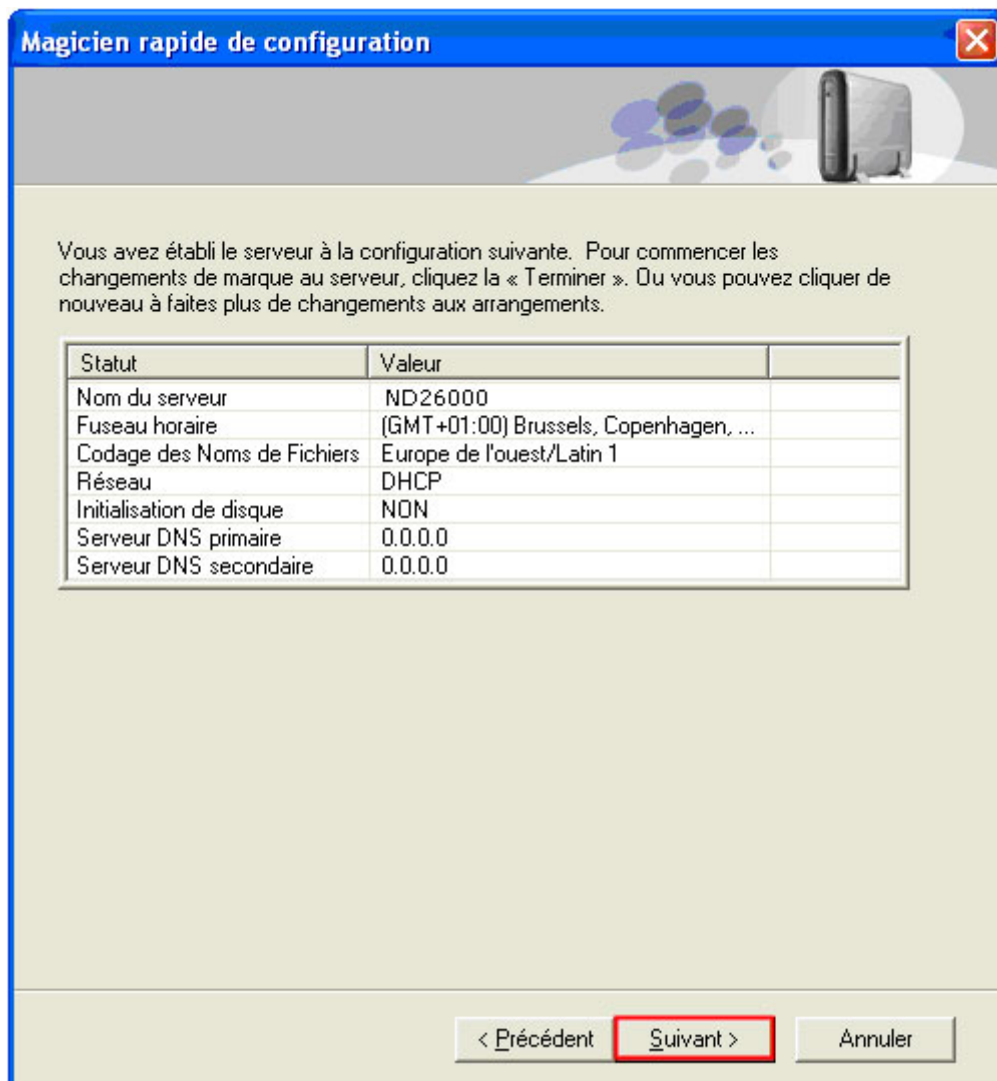 Magicien rapide de configuration
Vous avez établi le serveur à la configuration suivante. Pour commencer les
changements de marque au serveur, cliquez la « Terminer ». Ou vous pouvez cliquer de
nouveau à faites plus de changements aux arrangements.
Statut Valeur
Nom du serveur ND26000
Fuseau horaire (GMT+01:00) Brussels, Copenhagen, ...
Codage des Noms de Fichiers Europe de l'ouest/Latin 1
Réseau DHCP
Initialisation de disque NON
Serveur DNS primaire 0.0.0.0
Serveur DNS secondaire 0.0.0.0
< Précédent Suivant > Annuler